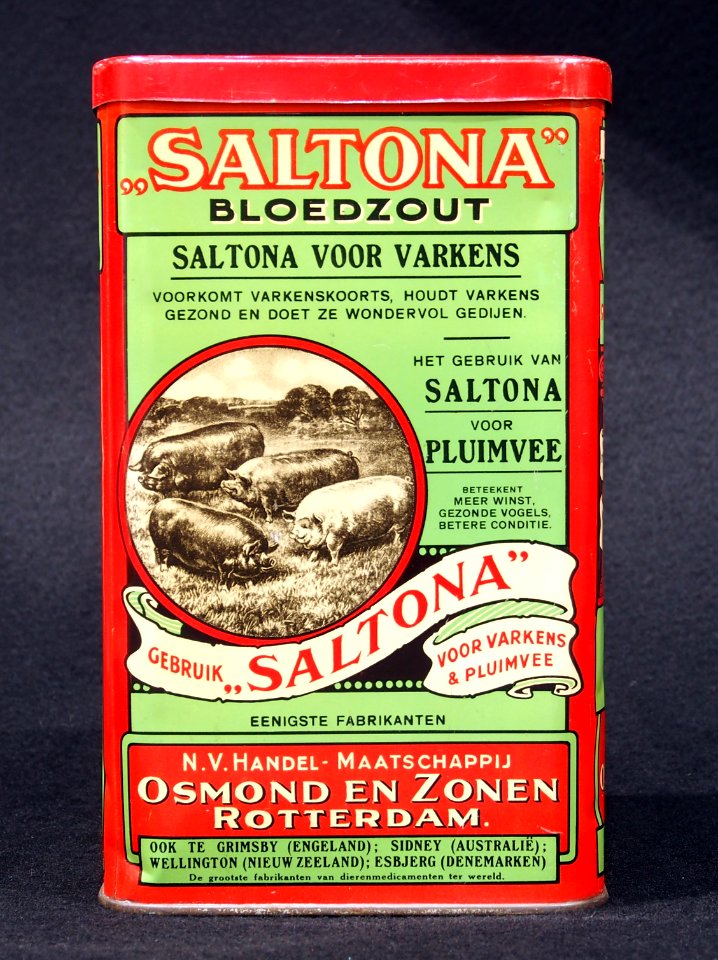 „SALTONA”
BLOEDZOUT
SALTONA VOOR VARKENS
VOORKOMT VARKENSKOORTS, HOUDT VARKENS
GEZOND EN DOET ZE WONDERVOL GEDIJEN.
HET GEBRUIK VAN
SALTONA
VOOR
PLUIMVEE
BETEEKENT
MEER WINST,
GEZONDE VOGELS,
BETERE CONDITIE.
GEBRUIK „SALTONA”
VOOR VARKENS
& PLUIMVEE
EENIGSTE FABRIKANTEN
N.V. HANDEL- MAATSCHAPPIJ
OSMOND EN ZONEN
ROTTERDAM.
OOK TE GRIMSBY (ENGELAND); SIDNEY (AUSTRALIË);
WELLINGTON (NIEUW ZEELAND); ESBJERG (DENEMARKEN)
De grootste fabrikanten van dierenmedicamenten ter wereld.